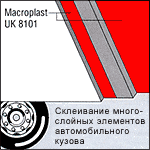 Macroplast
UK 8101
Склеивание много-
слойных элементов
автомобильного
кузова